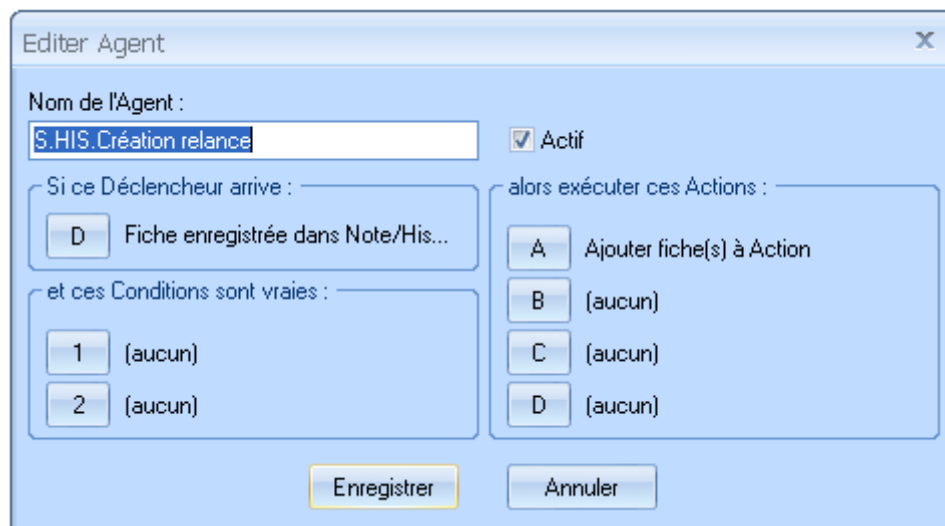 Editer Agent
Nom de l'Agent :
S.HIS.Création relance
Actif
Si ce Déclencheur arrive :
D Fiche enregistrée dans Note/His...
et ces Conditions sont vraies :
1 (aucun)
2 (aucun)
alors exécuter ces Actions :
A Ajouter fiche(s) à Action
B (aucun)
C (aucun)
D (aucun)
Enregistrer
Annuler